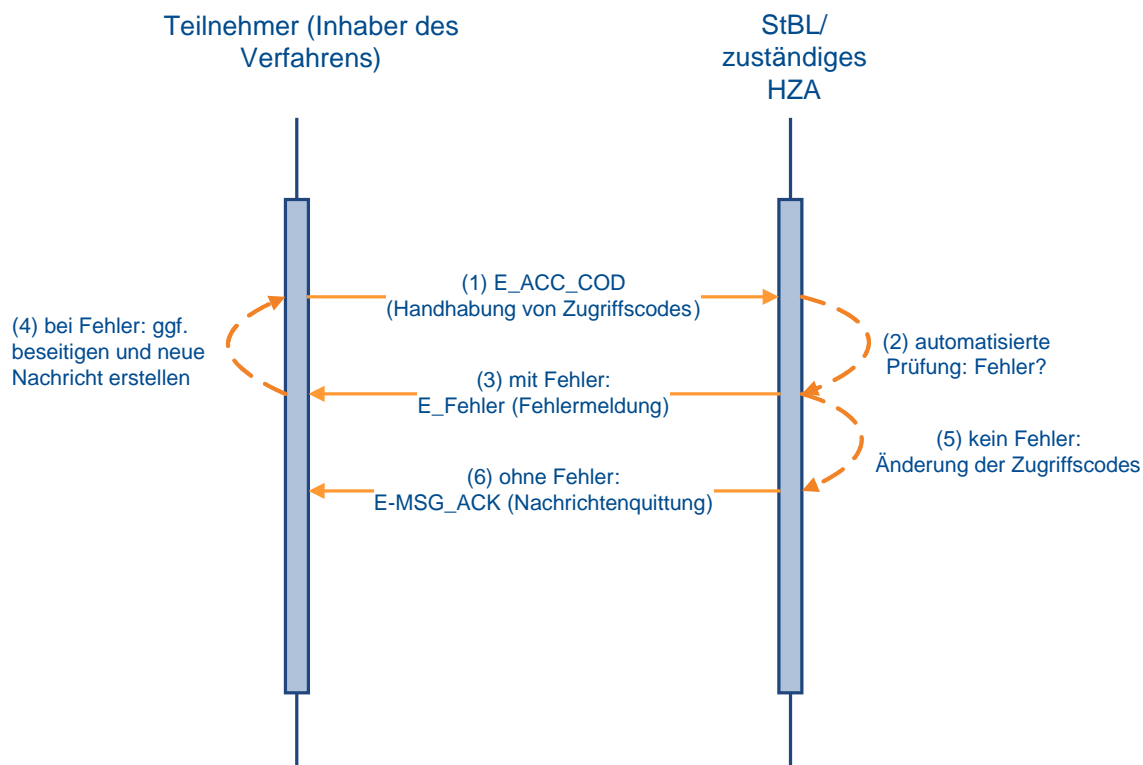 Teilnehmer (Inhaber des
Verfahrens)
StBL/
zuständiges
HZA
(1) E_ACC_COD
(Handhabung von Zugriffscodes)
(4) bei Fehler: ggf.
beseitigen und neue
Nachricht erstellen
(2) automatisierte
Prüfung: Fehler?
(3) mit Fehler:
E_Fehler (Fehlermeldung)
(5) kein Fehler:
Änderung der Zugriffscodes
(6) ohne Fehler:
E-MSG_ACK (Nachrichtenquittung)